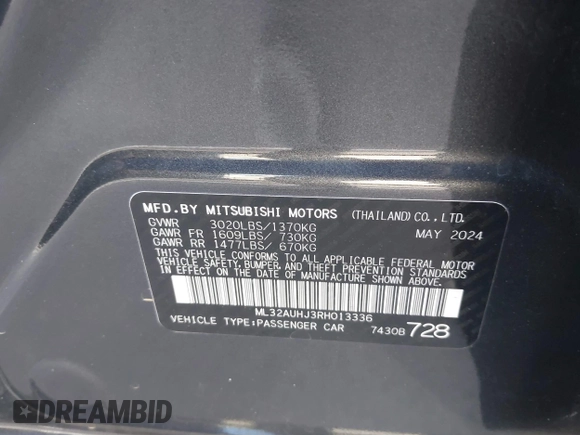 MFD.BY MITSUBISHI MOTORS (THAILAND)CO.,LTD.
GVWR 3020LBS/1370KG MAY 2024
GAWR FR 1609LBS/ 730KG
GAWR RR 1477LBS/ 670KG
THIS VEHICLE CONFORMS TO ALL APPLICABLE FEDERAL MOTOR
VEHICLE SAFETY,BUMPER,AND THEFT PREVENTION STANDARDS
IN EFFECT ON THE DATE OF MANUFACTURE SHOWN ABOVE.
ML32AUHJ3RH013336
VEHICLE TYPE:PASSENGER CAR 7430B 728
DREAMBID